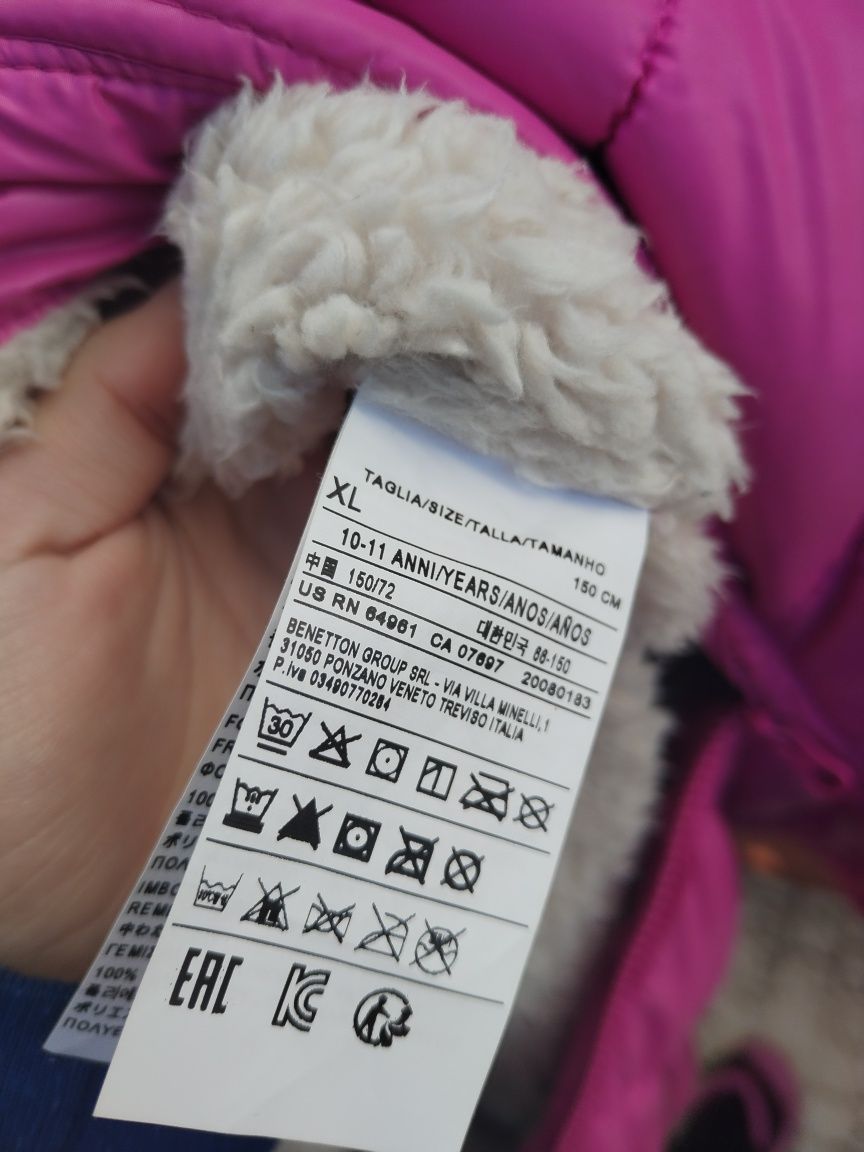 TAGLIA/SIZE/TALLA/TAMANHO
XL
150 CM
10-11 ANNI/YEARS/ANOS/AÑOS
中国 150/72
대한민국 66-150
US RN 64961 CA 07697 20080183
BENETTON GROUP SRL - VIA VILLA MINELLI,1
31050 PONZANO VENETO TREVISO ITALIA
P.iva 03490770264
30
EAC
100%